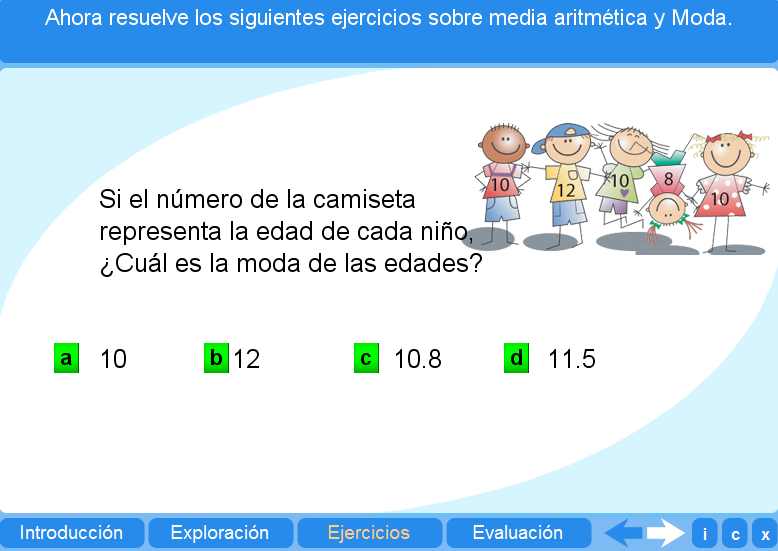 Ahora resuelve los siguientes ejercicios sobre media aritmética y Moda.
10
12
10
8
10
Si el número de la camiseta
representa la edad de cada niño,
¿Cuál es la moda de las edades?
a 10 b 12 c 10.8 d 11.5
Introducción Exploración Ejercicios Evaluación i c x